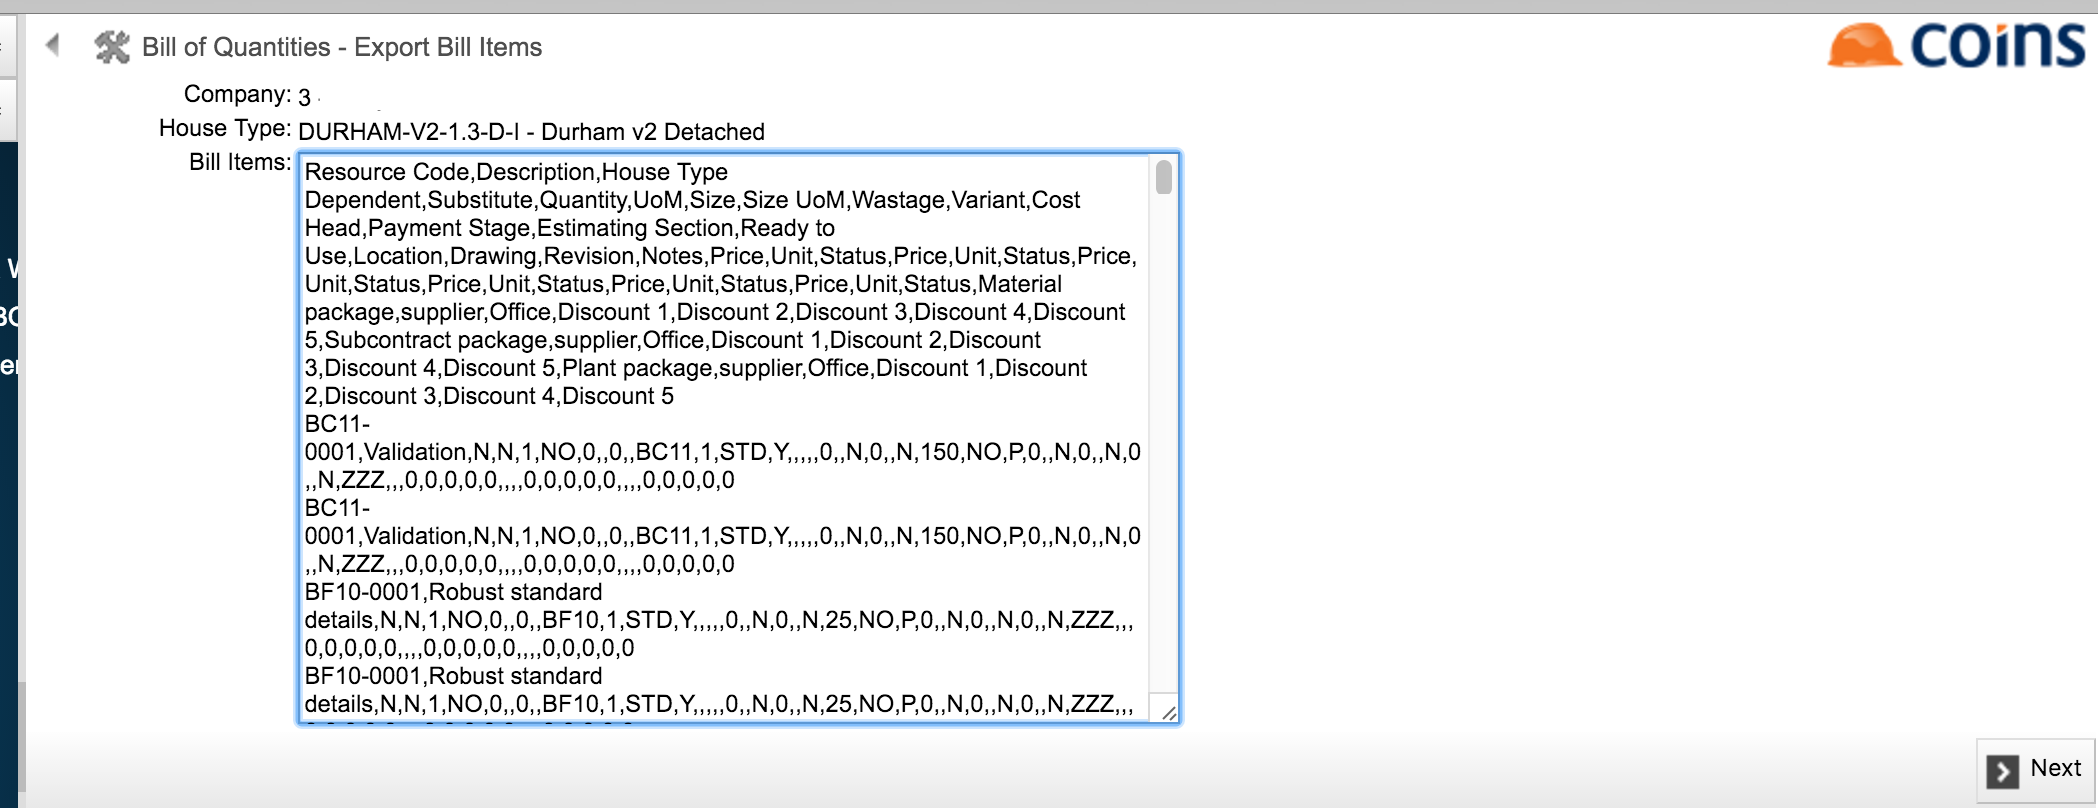 Bill of Quantities - Export Bill Items
coins
Company: 3
House Type: DURHAM-V2-1.3-D-I - Durham v2 Detached
Bill Items:
Resource Code,Description,House Type
Dependent,Substitute,Quantity,UoM,Size,Size UoM,Wastage,Variant,Cost
Head,Payment Stage,Estimating Section,Ready to
Use,Location,Drawing,Revision,Notes,Price,Unit,Status,Price,Unit,Status,Price,
Unit,Status,Price,Unit,Status,Price,Unit,Status,Price,Unit,Status,Material
package,supplier,Office,Discount 1,Discount 2,Discount 3,Discount 4,Discount
5,Subcontract package,supplier,Office,Discount 1,Discount 2,Discount
3,Discount 4,Discount 5,Plant package,supplier,Office,Discount 1,Discount
2,Discount 3,Discount 4,Discount 5
BC11-
0001,Validation,N,N,1,NO,0,,0,,BC11,1,STD,Y,,,,,0,,N,0,,N,150,NO,P,0,,N,0,,N,0
,,N,ZZZ,,,0,0,0,0,0,,,,0,0,0,0,0,,,,0,0,0,0,0
BC11-
0001,Validation,N,N,1,NO,0,,0,,BC11,1,STD,Y,,,,,0,,N,0,,N,150,NO,P,0,,N,0,,N,0
,,N,ZZZ,,,0,0,0,0,0,,,,0,0,0,0,0,,,,0,0,0,0,0
BF10-0001,Robust standard
details,N,N,1,NO,0,,0,,BF10,1,STD,Y,,,,,0,,N,0,,N,25,NO,P,0,,N,0,,N,0,,N,ZZZ,,,
0,0,0,0,0,,,,0,0,0,0,0,,,,0,0,0,0,0
BF10-0001,Robust standard
details,N,N,1,NO,0,,0,,BF10,1,STD,Y,,,,,0,,N,0,,N,25,NO,P,0,,N,0,,N,0,,N,ZZZ,,,
Next